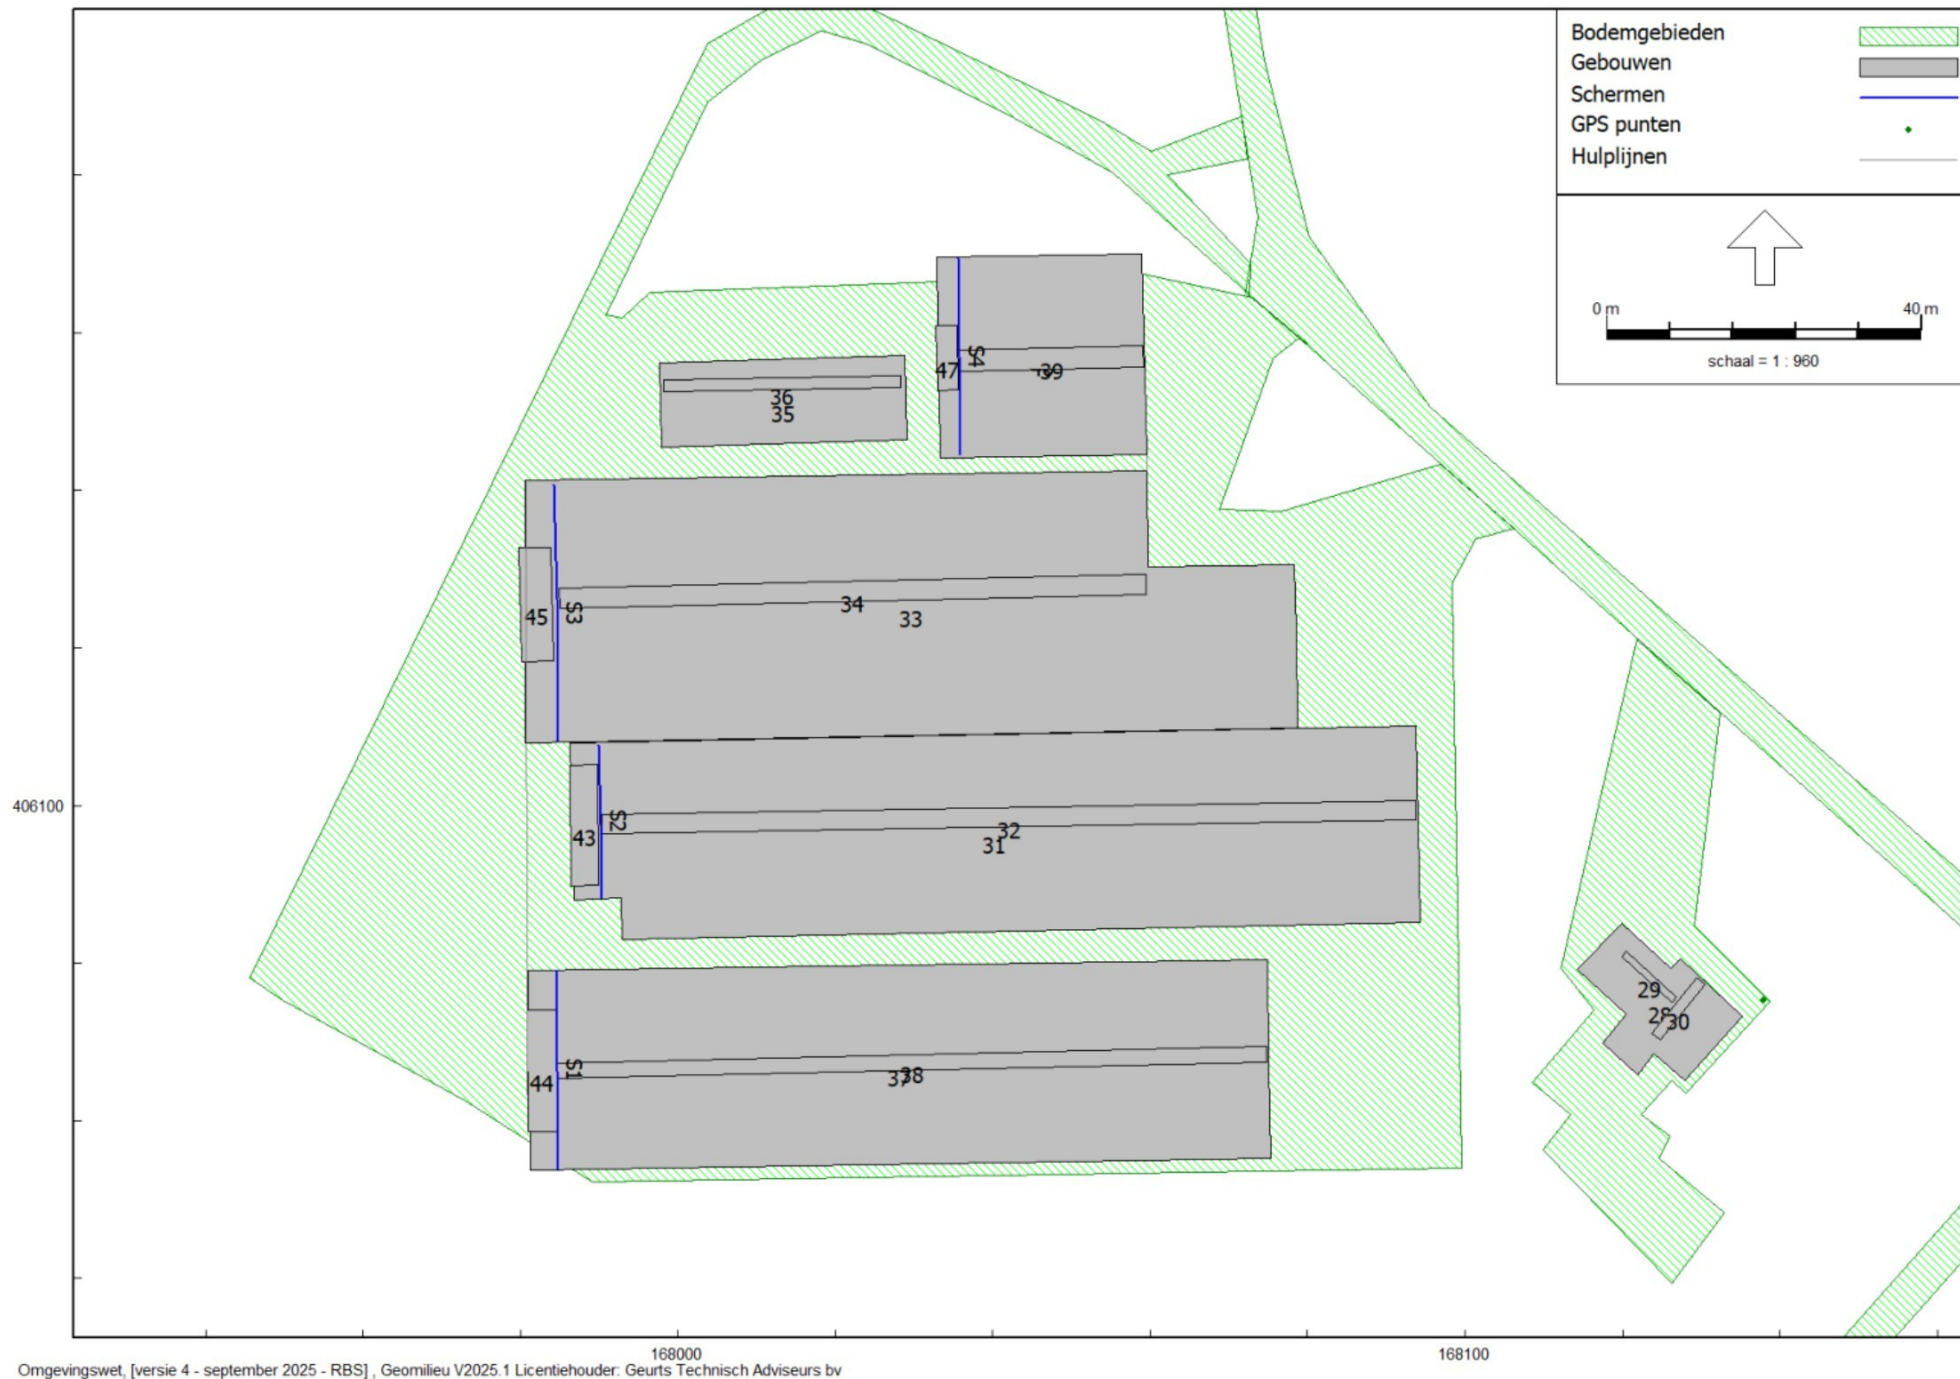 Bodemgebieden
Gebouwen
Schermen
GPS punten
Hulplijnen
0 m 40 m
schaal = 1 : 960
47 S4 39
36
35
34
33
45 S3
406100
43 S2 32
31
29
28
30
44 S1 37 38
168000 168100
Omgevingswet, [versie 4 - september 2025 - RBS] , Geomilieu V2025.1 Licentiehouder: Geurts Technisch Adviseurs bv